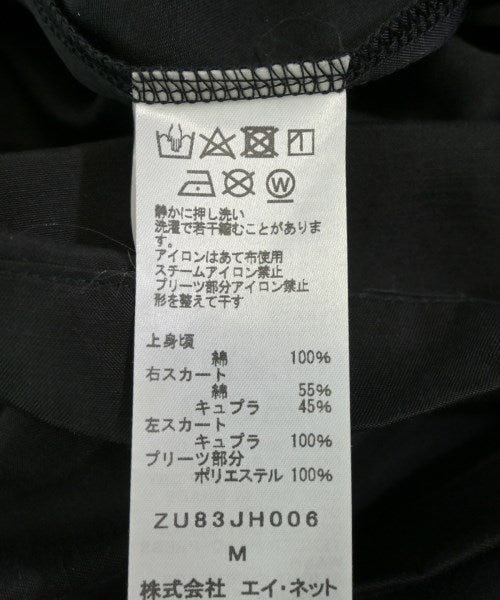 静かに押し洗い
洗濯で若干縮むことがありま
す。
アイロンはあて布使用
スチームアイロン禁止
プリーツ部分アイロン禁止
形を整えて干す
上身頃
綿 100%
右スカート
綿 55%
キュプラ 45%
左スカート
キュプラ 100%
プリーツ部分
ポリエステル 100%
ZU83JH006
M
株式会社 エイ・ネット